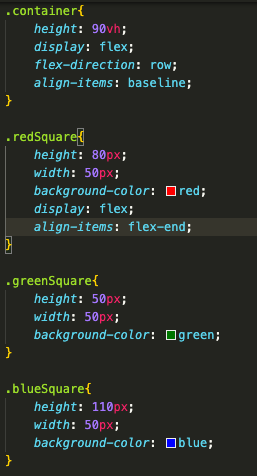 .container{
height: 90vh;
display: flex;
flex-direction: row;
align-items: baseline;
}
.redSquare{
height: 80px;
width: 50px;
background-color: red;
display: flex;
align-items: flex-end;
}
.greenSquare{
height: 50px;
width: 50px;
background-color: green;
}
.blueSquare{
height: 110px;
width: 50px;
background-color: blue;
}